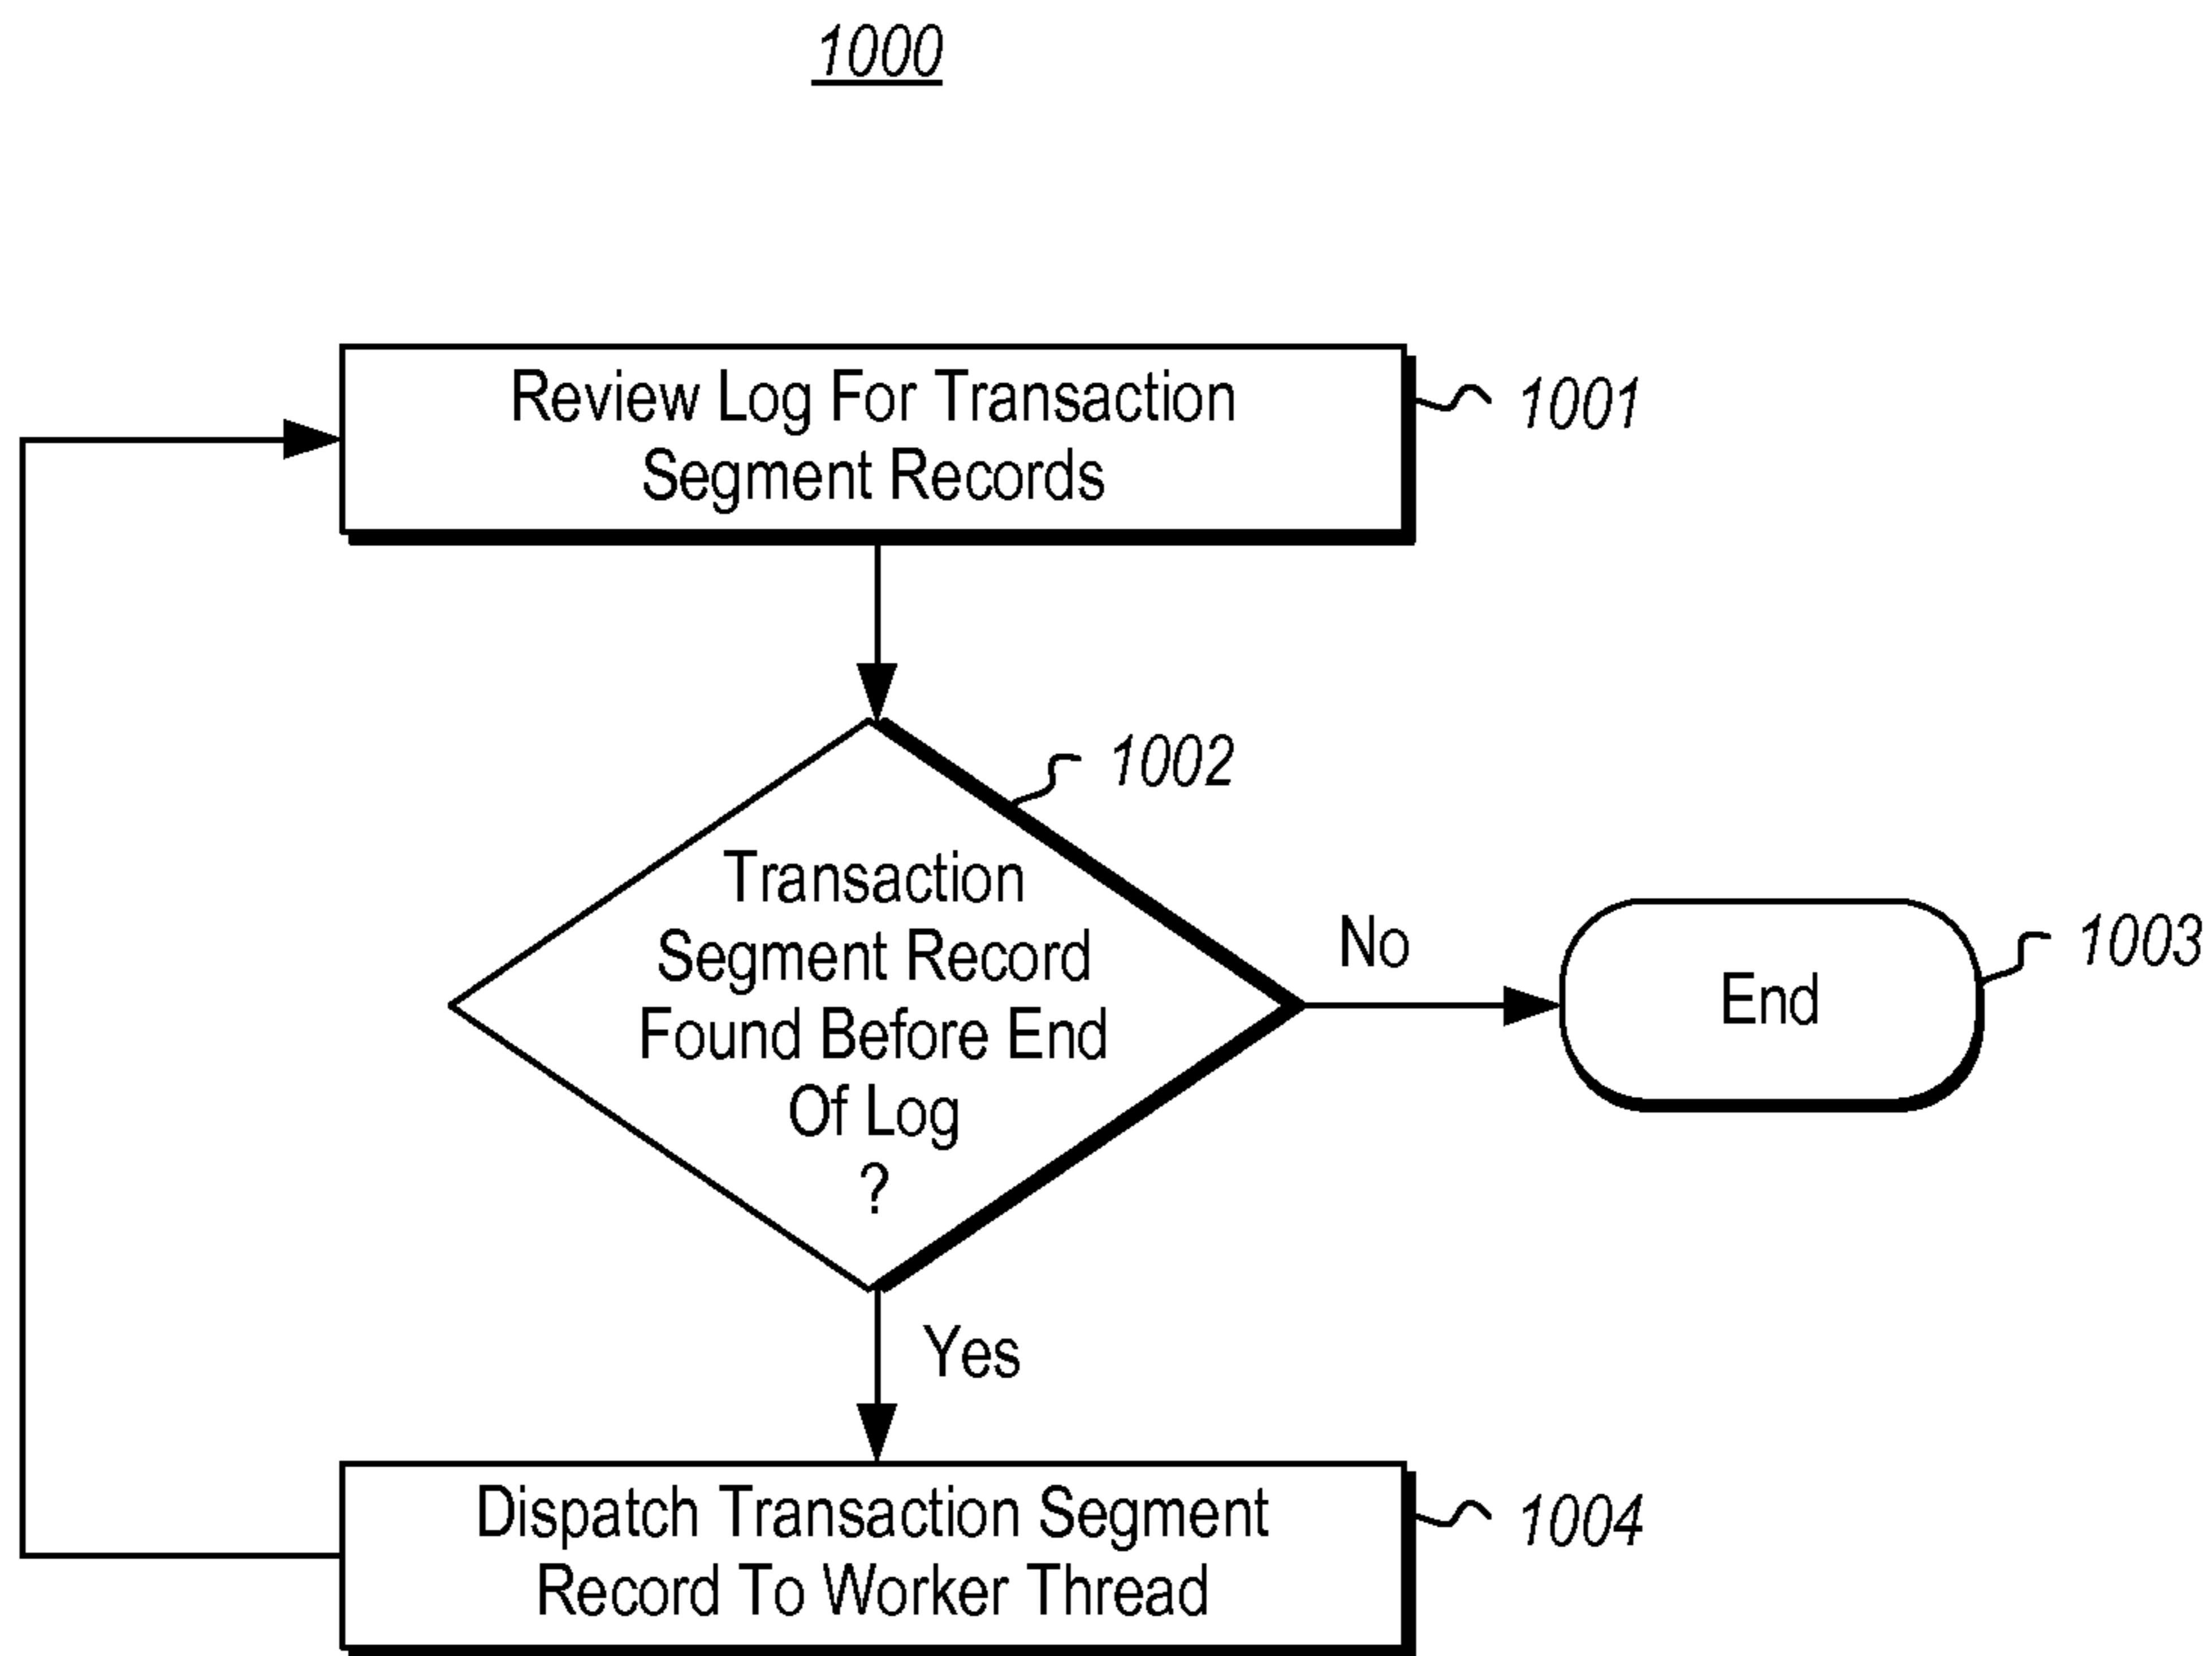 1000
Review Log For Transaction
Segment Records
1001
1002
Transaction
Segment Record
Found Before End
Of Log
?
No
End
1003
Yes
Dispatch Transaction Segment
Record To Worker Thread
1004